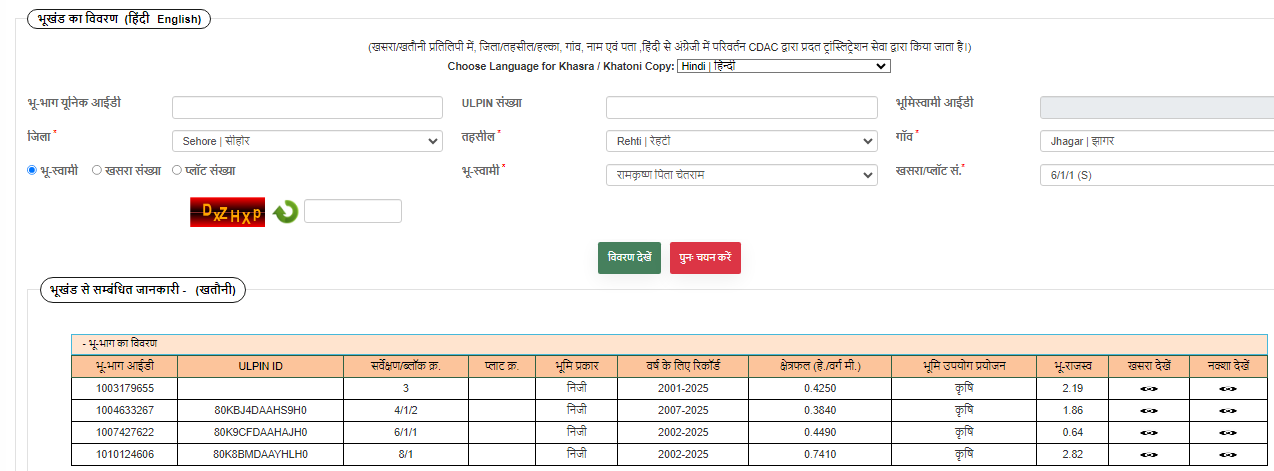 भूखंड का विवरण (हिंदी English)
(खसरा/खतौनी प्रतिलिपी में, जिला/तहसील/हल्का, गांव, नाम एवं पता ,हिंदी से अंग्रेजी में परिवर्तन CDAC द्वारा प्रदत ट्रांस्लिट्रेशन सेवा द्वारा किया जाता है।)
Choose Language for Khasra / Khatoni Copy: Hindi | हिन्दी
भू-भाग यूनिक आईडी ULPIN संख्या भूमिस्वामी आईडी
जिला * Sehore | सीहोर तहसील * Rehti | रेहटी गाँव * Jhagar | झागर
भू-स्वामी खसरा संख्या प्लॉट संख्या भू-स्वामी * रामकृष्ण पिता चेतराम खसरा/प्लॉट सं.* 6/1/1 (S)
DxZHXp
विवरण देखें पुनः चयन करें
भूखंड से सम्बंधित जानकारी - (खतौनी)
- भू-भाग का विवरण
भू-भाग आईडी ULPIN ID सर्वेक्षण/ब्लॉक क्र. प्लाट क्र. भूमि प्रकार वर्ष के लिए रिकॉर्ड क्षेत्रफल (हे./वर्ग मी.) भूमि उपयोग प्रयोजन भू-राजस्व खसरा देखें नक्शा देखें
1003179655 3 निजी 2001-2025 0.4250 कृषि 2.19
1004633267 80KBJ4DAAHS9H0 4/1/2 निजी 2007-2025 0.3840 कृषि 1.86
1007427622 80K9CFDAAHAJH0 6/1/1 निजी 2002-2025 0.4490 कृषि 0.64
1010124606 80K8BMDAAYHLH0 8/1 निजी 2002-2025 0.7410 कृषि 2.82